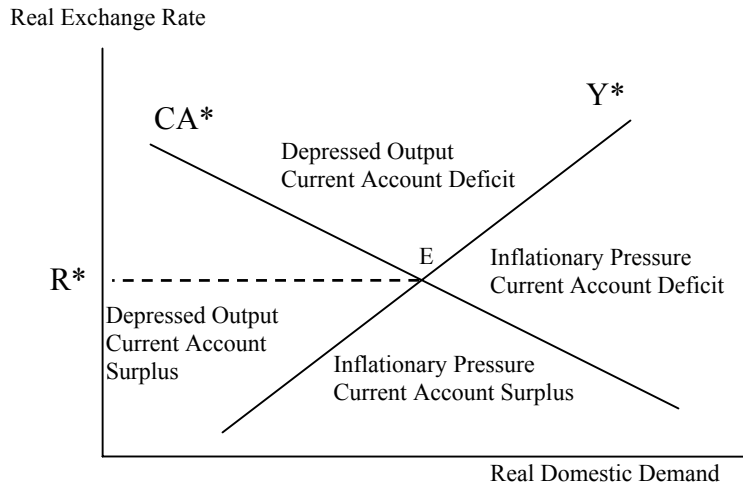 Real Exchange Rate
CA*
Y*
Depressed Output
Current Account Deficit
E
Inflationary Pressure
Current Account Deficit
R*
Depressed Output
Current Account
Surplus
Inflationary Pressure
Current Account Surplus
Real Domestic Demand